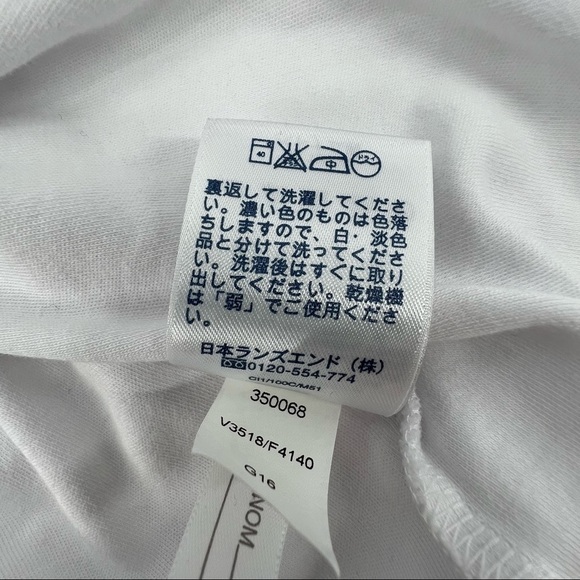 40 ドライ
裏返して洗濯してくださ
い。濃い色のものは色落
ちしますので、白・淡色
品と分けて洗ってくださ
い。洗濯後はすぐに取り
出してください。乾燥機
は「弱」でご使用くださ
い。
日本ランズエンド（株）
0120-554-774
CH7100C/M51
350068
V3518/F4140
G16
NOM